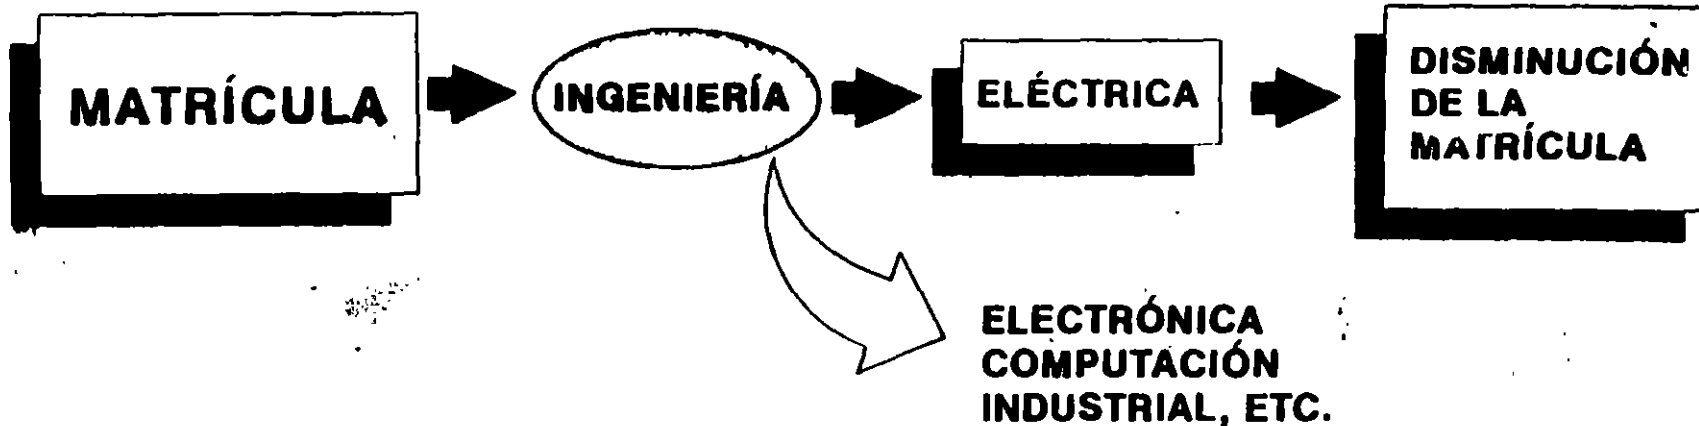 MATRÍCULA
INGENIERÍA
ELÉCTRICA
DISMINUCIÓN
DE LA
MATRÍCULA
ELECTRÓNICA
COMPUTACIÓN
INDUSTRIAL, ETC.